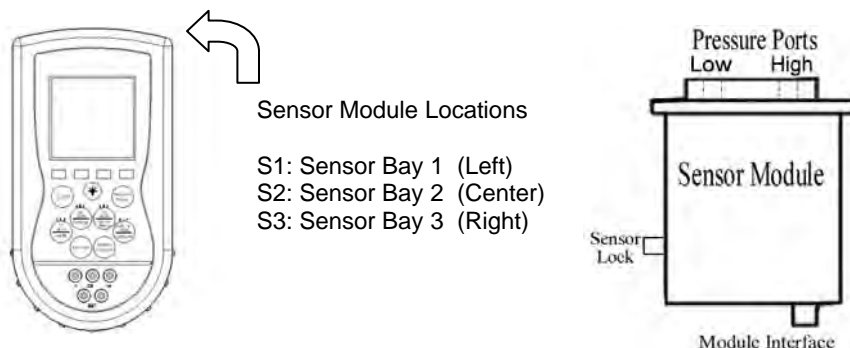 Sensor Module Locations
S1: Sensor Bay 1 (Left)
S2: Sensor Bay 2 (Center)
S3: Sensor Bay 3 (Right)
Pressure Ports
Low High
Sensor Module
Sensor
Lock
Module Interface